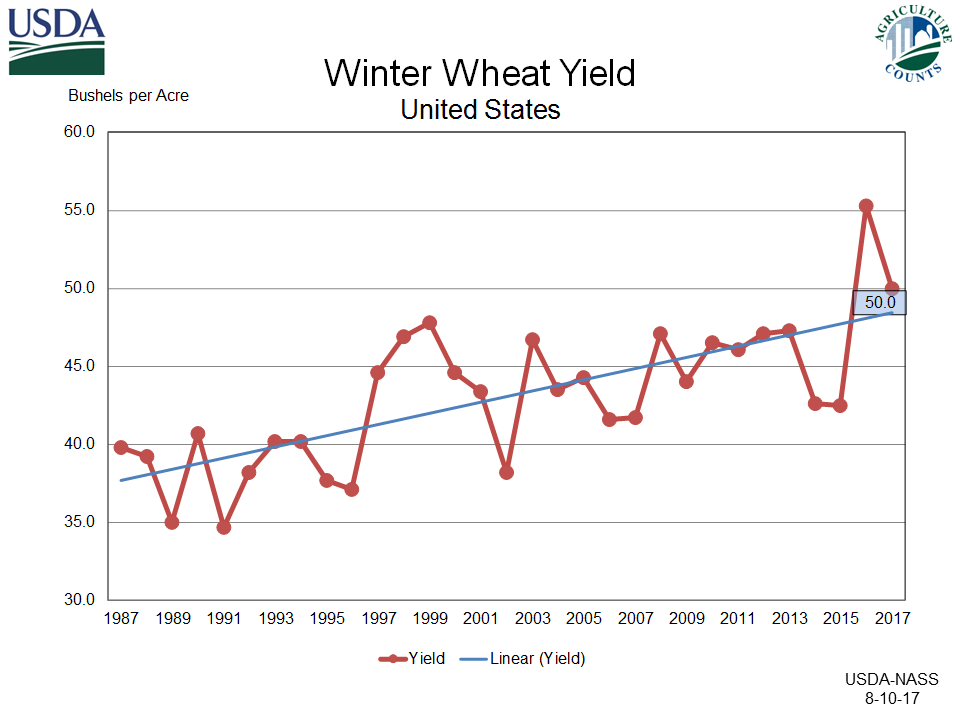 USDA
AGRICULTURE
COUNTS
Winter Wheat Yield
United States
Bushels per Acre
60.0
55.0
50.0
45.0
40.0
35.0
30.0
50.0
1987 1989 1991 1993 1995 1997 1999 2001 2003 2005 2007 2009 2011 2013 2015 2017
Yield Linear (Yield)
USDA-NASS
8-10-17